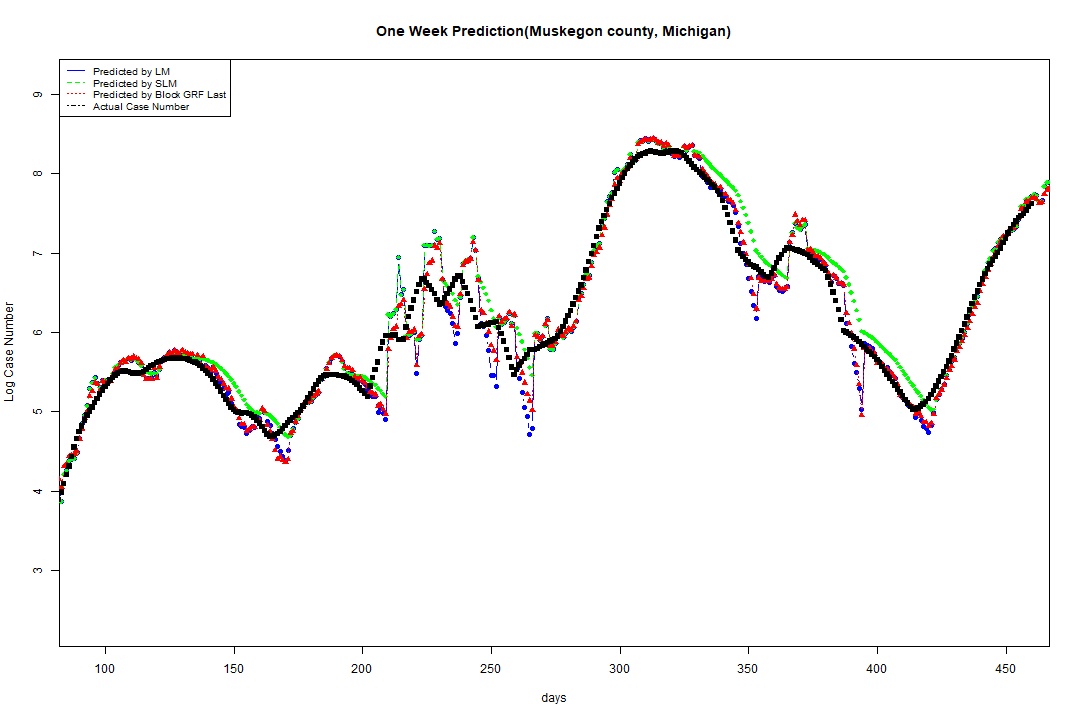 One Week Prediction(Muskegon county, Michigan)
Predicted by LM
Predicted by SLM
Predicted by Block GRF Last
Actual Case Number
Log Case Number
9
8
7
6
5
4
3
100 150 200 250 300 350 400 450
days